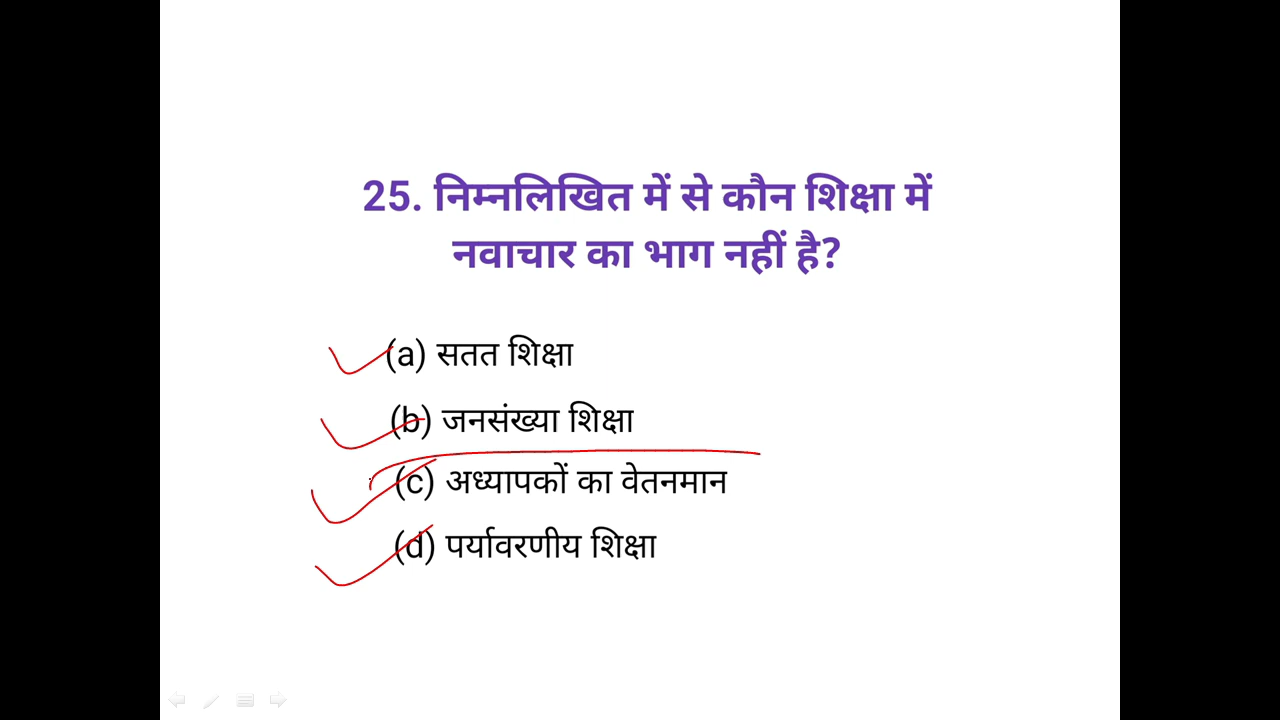 25. निम्नलिखित में से कौन शिक्षा में
नवाचार का भाग नहीं है?
(a) सतत शिक्षा
(b) जनसंख्या शिक्षा
(c) अध्यापकों का वेतनमान
(d) पर्यावरणीय शिक्षा